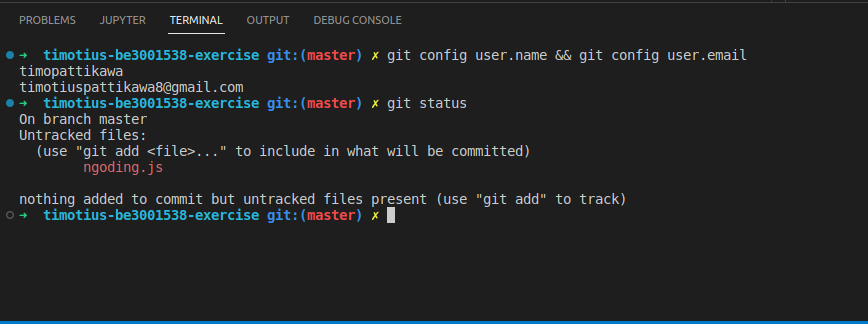 PROBLEMS JUPYTER TERMINAL OUTPUT DEBUG CONSOLE
➜ timotius-be3001538-exercise git:(master) ✗ git config user.name && git config user.email
timopattikawa
timotiuspattikawa8@gmail.com
➜ timotius-be3001538-exercise git:(master) ✗ git status
On branch master
Untracked files:
(use "git add <file>..." to include in what will be committed)
ngoding.js
nothing added to commit but untracked files present (use "git add" to track)
➜ timotius-be3001538-exercise git:(master) ✗